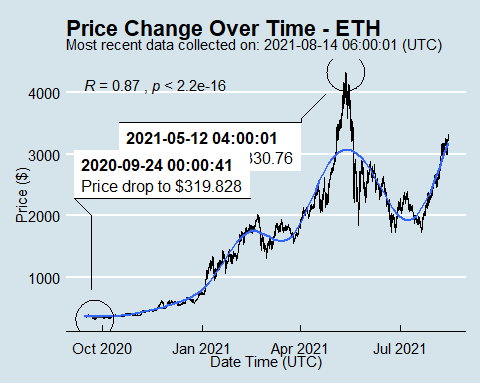 Price Change Over Time - ETH
Most recent data collected on: 2021-08-14 06:00:01 (UTC)
R = 0.87 , p < 2.2e-16
4000
2021-05-12 04:00:01
330.76
2020-09-24 00:00:41
Price drop to $319.828
3000
2000
1000
Price ($)
Oct 2020
Jan 2021
Apr 2021
Jul 2021
Date Time (UTC)